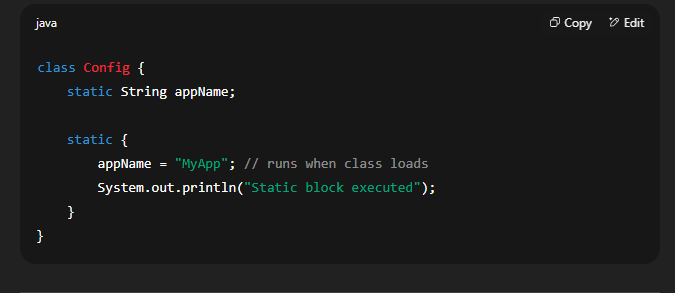 java
Copy
Edit
class Config {
    static String appName;
    static {
        appName = "MyApp"; // runs when class loads
        System.out.println("Static block executed");
    }
}